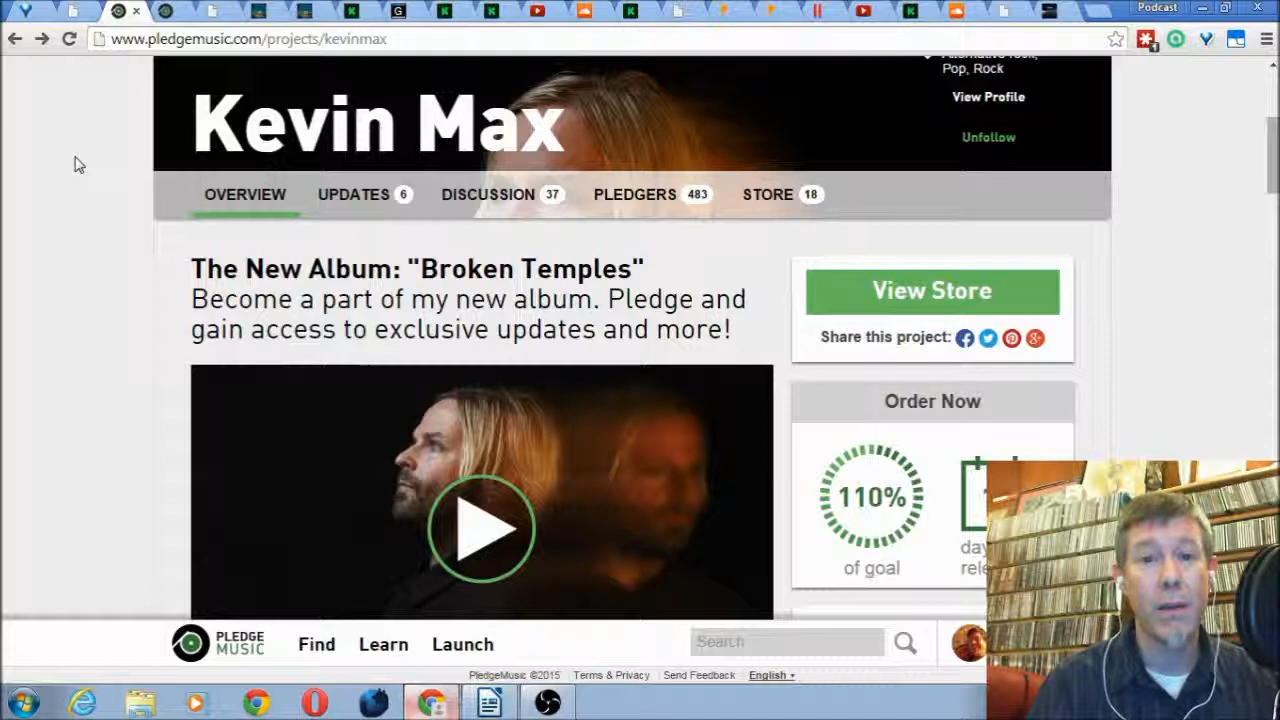 Podcast
www.pledgemusic.com/projects/kevinmax
Pop, Rock
Kevin Max
View Profile
Unfollow
OVERVIEW UPDATES 6 DISCUSSION 37 PLEDGERS 483 STORE 18
The New Album: "Broken Temples"
Become a part of my new album. Pledge and
gain access to exclusive updates and more!
View Store
Share this project:
Order Now
110%
of goal
PLEDGE
MUSIC
Find Learn Launch
Search
PledgeMusic ©2015 Terms & Privacy Send Feedback English